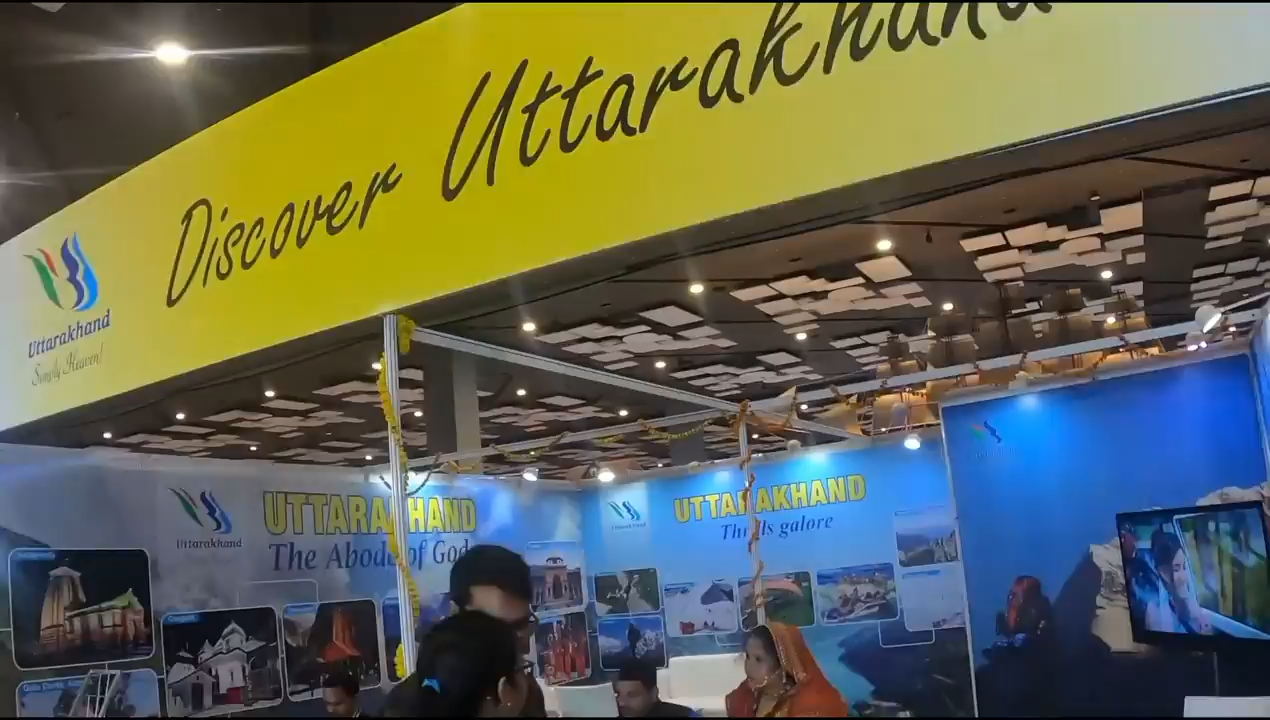 Discover Uttarakhand
Uttarakhand
Simply Heaven!
Uttarakhand
UTTARAKHAND
The Abode of God
UTTARAKHAND
Thrills galore